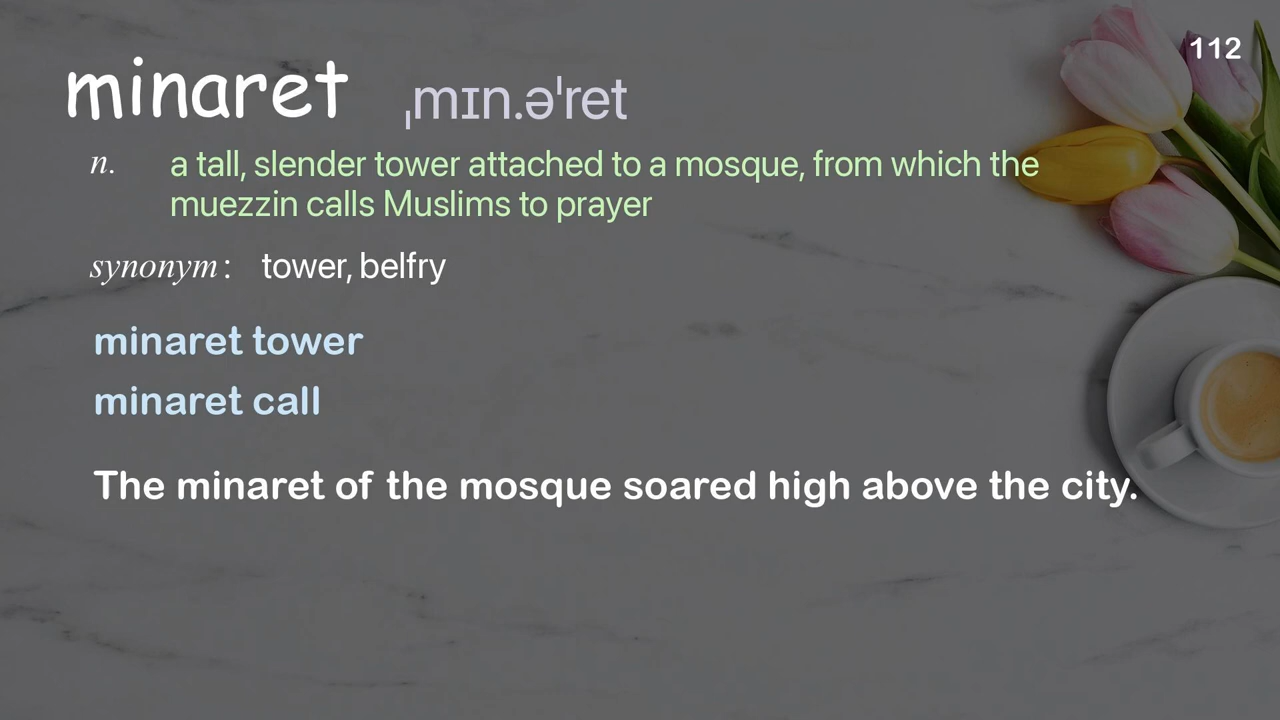 112
minaret ˌmɪn.əˈret
n. a tall, slender tower attached to a mosque, from which the
muezzin calls Muslims to prayer
synonym: tower, belfry
minaret tower
minaret call
The minaret of the mosque soared high above the city.